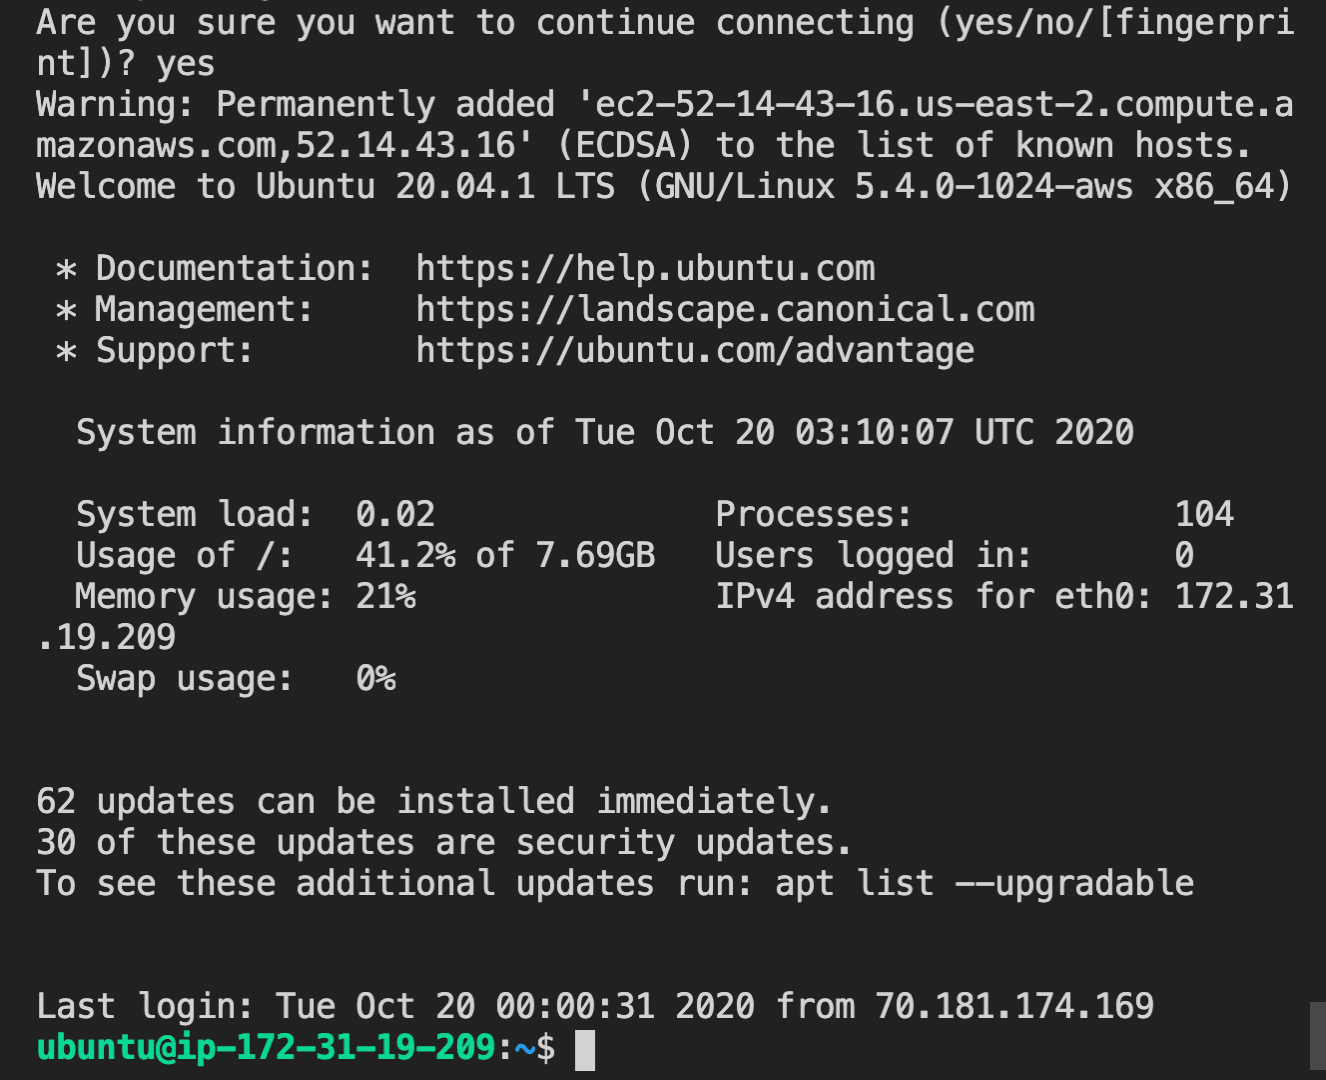 Are you sure you want to continue connecting (yes/no/[fingerpri
nt])? yes
Warning: Permanently added 'ec2-52-14-43-16.us-east-2.compute.a
mazonaws.com,52.14.43.16' (ECDSA) to the list of known hosts.
Welcome to Ubuntu 20.04.1 LTS (GNU/Linux 5.4.0-1024-aws x86_64)

 * Documentation:  https://help.ubuntu.com
 * Management:     https://landscape.canonical.com
 * Support:        https://ubuntu.com/advantage

  System information as of Tue Oct 20 03:10:07 UTC 2020

  System load:  0.02              Processes:             104
  Usage of /:   41.2% of 7.69GB   Users logged in:       0
  Memory usage: 21%               IPv4 address for eth0: 172.31
.19.209
  Swap usage:   0%

62 updates can be installed immediately.
30 of these updates are security updates.
To see these additional updates run: apt list --upgradable

Last login: Tue Oct 20 00:00:31 2020 from 70.181.174.169
ubuntu@ip-172-31-19-209:~$